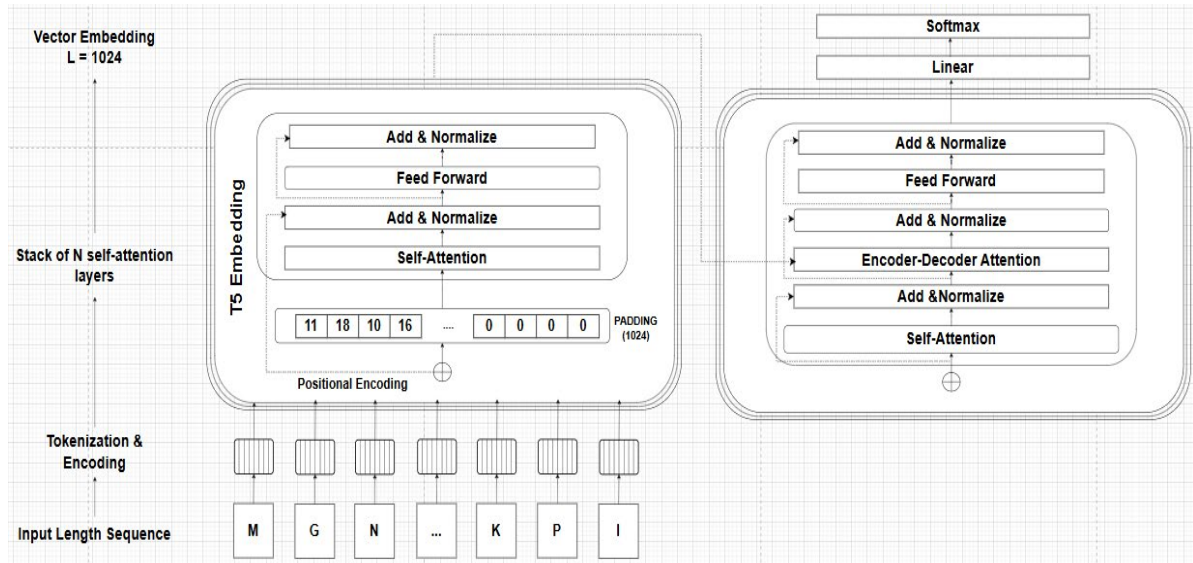 Vector Embedding
L = 1024
Stack of N self-attention
layers
Tokenization &
Encoding
Input Length Sequence
T5 Embedding
Add & Normalize
Feed Forward
Add & Normalize
Self-Attention
11 18 10 16 .... 0 0 0 0
PADDING
(1024)
Positional Encoding
M G N ... K P I
Softmax
Linear
Add & Normalize
Feed Forward
Add & Normalize
Encoder-Decoder Attention
Add &Normalize
Self-Attention